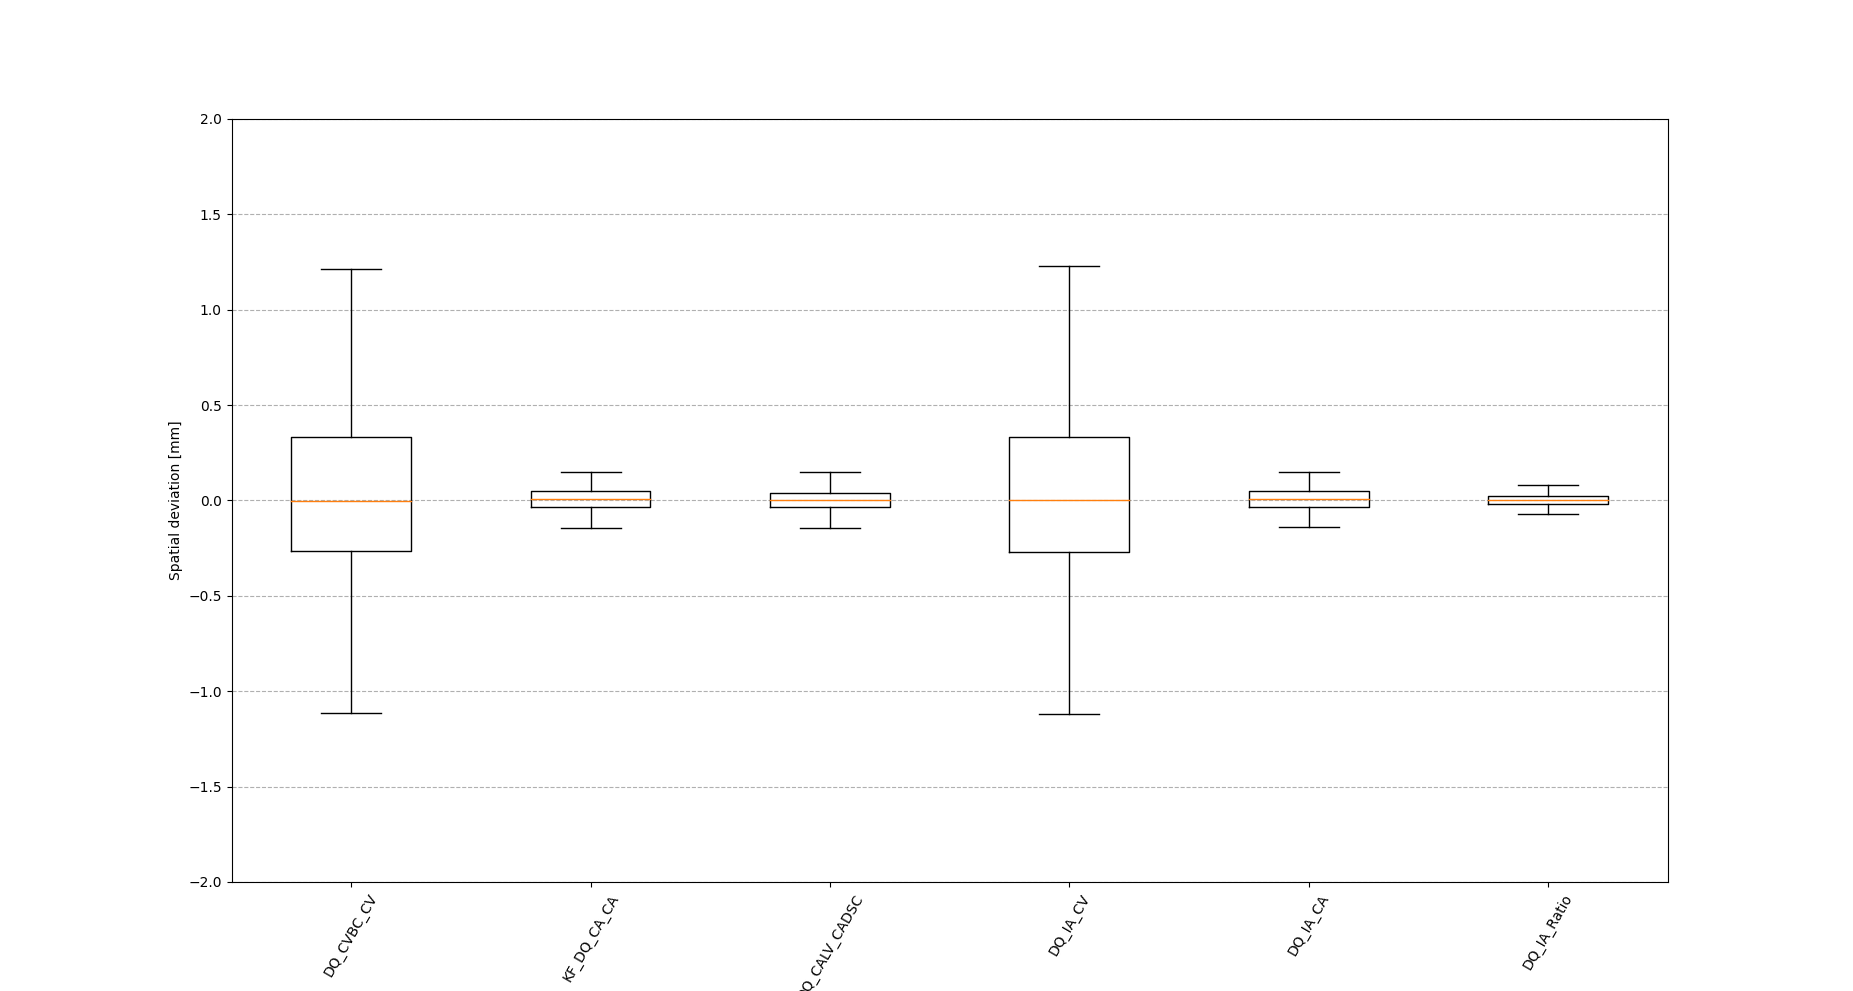 2.0
1.5
1.0
0.5
0.0
−0.5
−1.0
−1.5
−2.0
Spatial deviation [mm]
DQ_CVBC_CV
KF_DQ_CA_CA
Q_CALV_CADSC
DQ_IA_CV
DQ_IA_CA
DQ_IA_Ratio